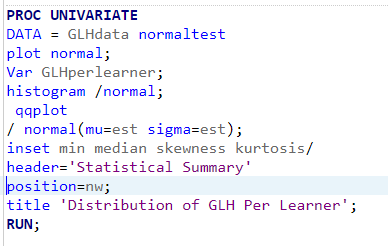 PROC UNIVARIATE
DATA = GLHdata normaltest
plot normal;
Var GLHperlearner;
histogram /normal;
qqplot
/ normal(mu=est sigma=est);
inset min median skewness kurtosis/
header='Statistical Summary'
position=nw;
title 'Distribution of GLH Per Learner';
RUN;